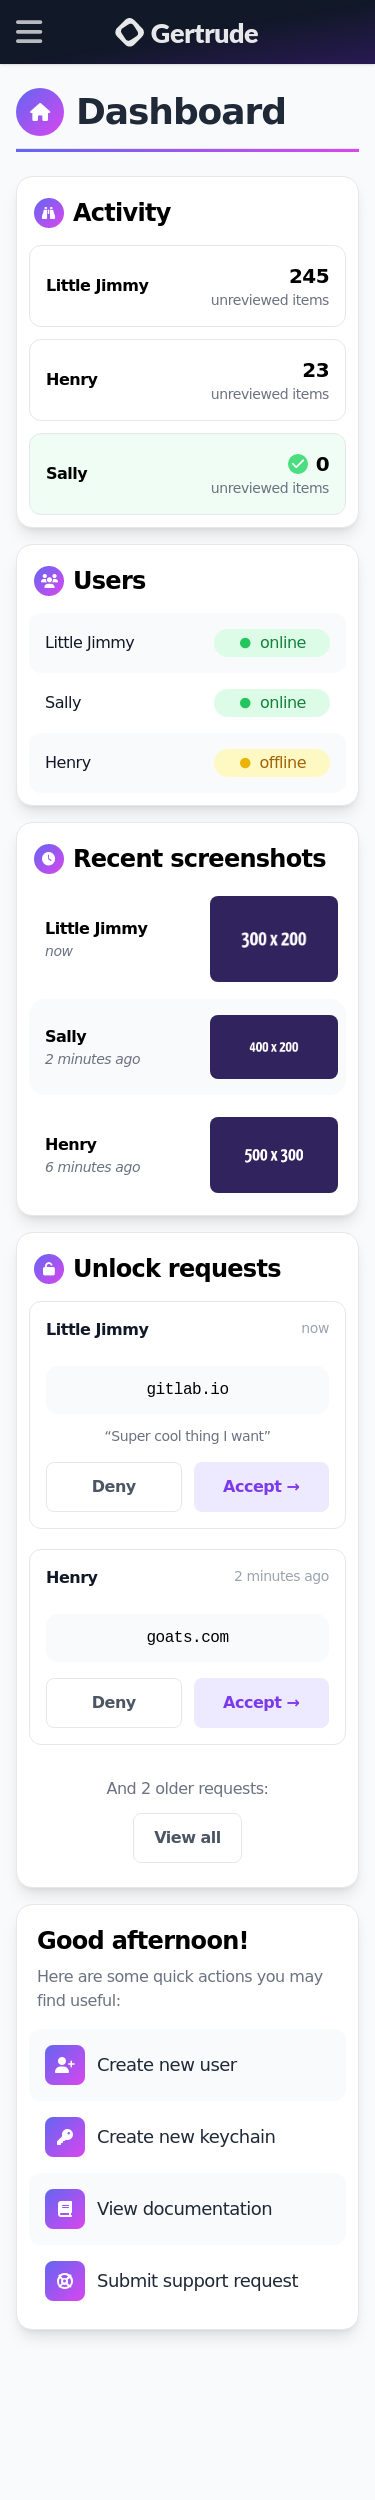 Gertrude
Dashboard
Activity
Little Jimmy
245
unreviewed items
Henry
23
unreviewed items
Sally
0
unreviewed items
Users
Little Jimmy
online
Sally
online
Henry
offline
Recent screenshots
Little Jimmy
now
300 x 200
Sally
2 minutes ago
400 x 200
Henry
6 minutes ago
500 x 300
Unlock requests
Little Jimmy
now
gitlab.io
“Super cool thing I want”
Deny
Accept →
Henry
2 minutes ago
goats.com
Deny
Accept →
And 2 older requests:
View all
Good afternoon!
Here are some quick actions you may
find useful:
Create new user
Create new keychain
View documentation
Submit support request